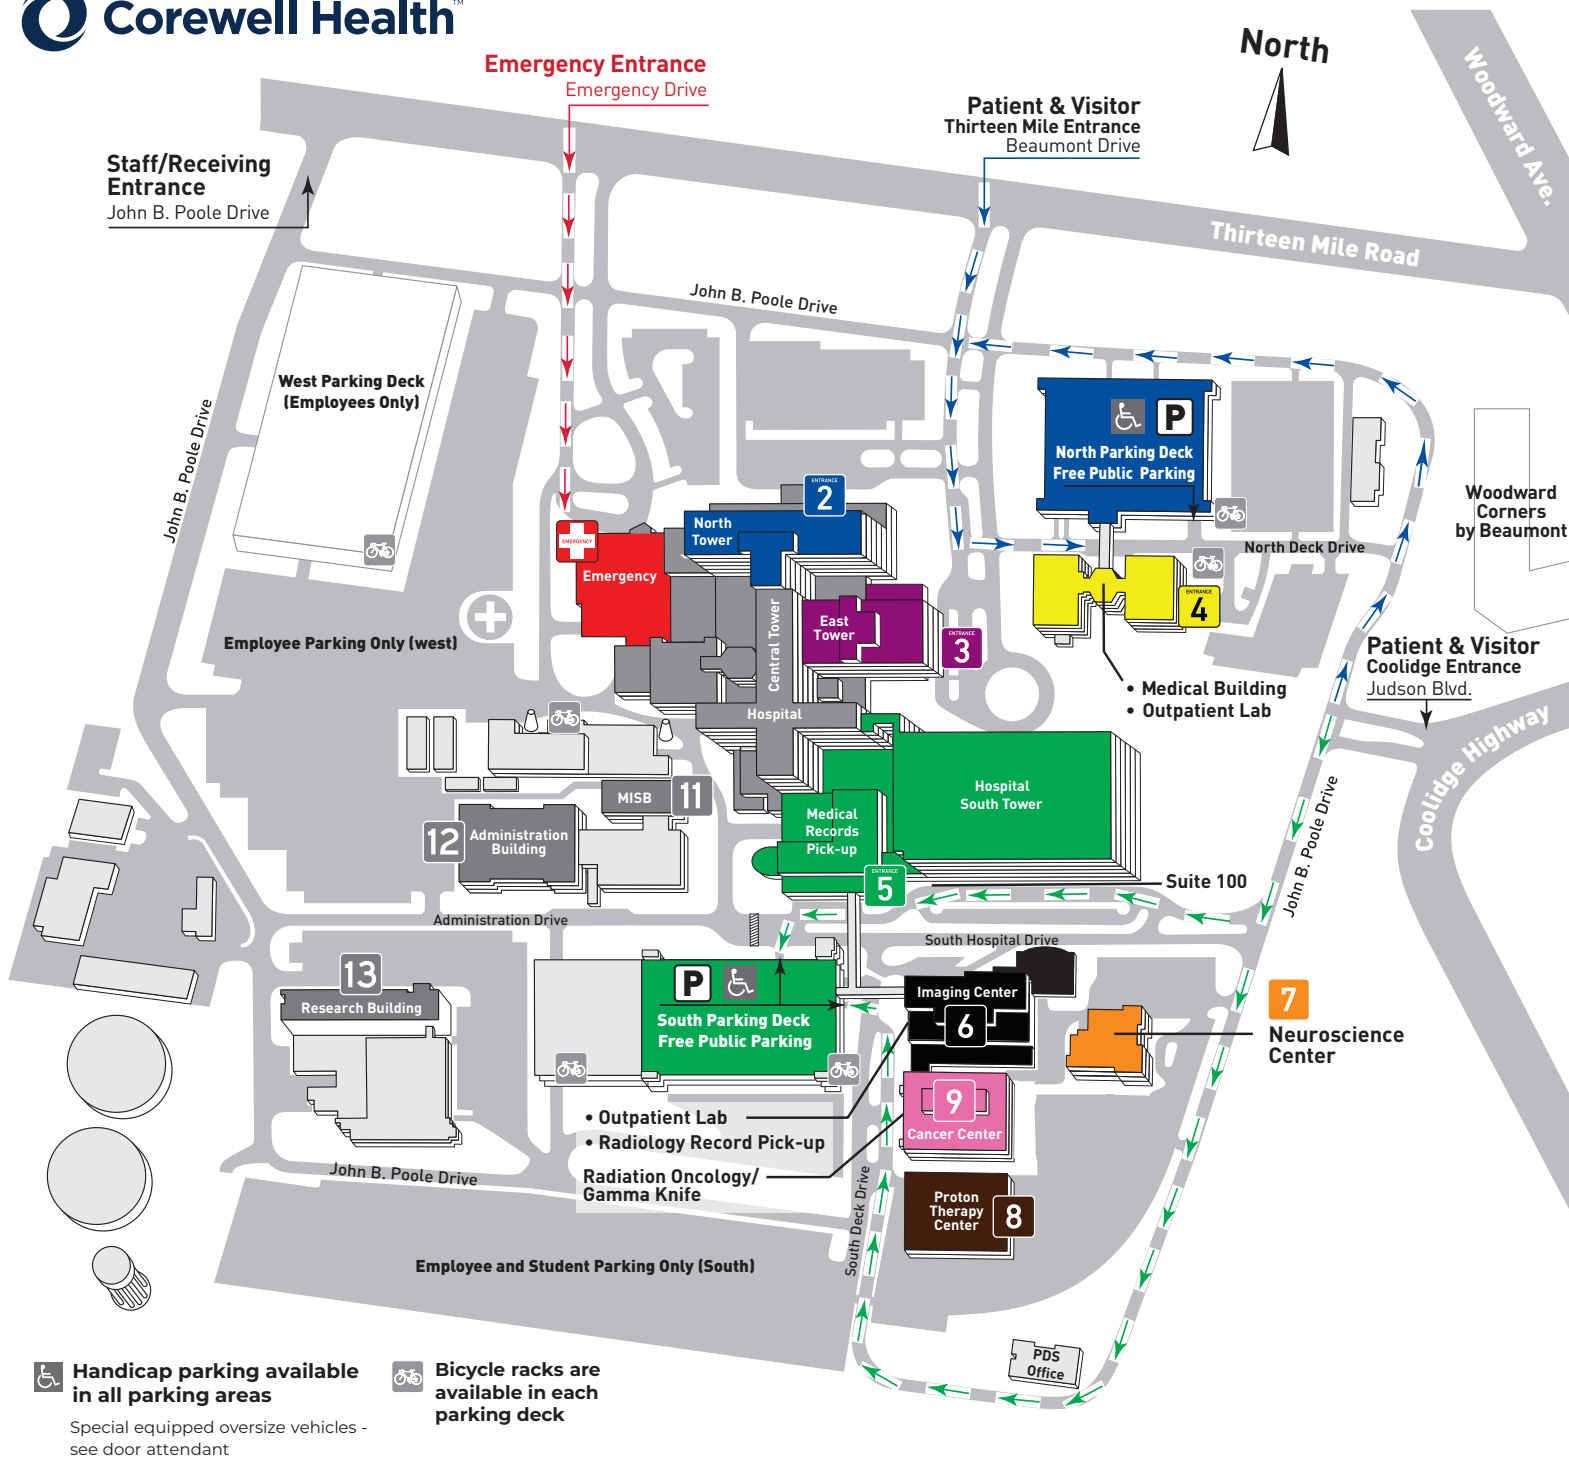 Corewell Health™
North
Woodward Ave.
Emergency Entrance
Emergency Drive
Patient & Visitor
Thirteen Mile Entrance
Beaumont Drive
Staff/Receiving
Entrance
John B. Poole Drive
Thirteen Mile Road
John B. Poole Drive
West Parking Deck
(Employees Only)
John B. Poole Drive
P
North Parking Deck
Free Public Parking
Woodward
Corners
by Beaumont
ENTRANCE
2
North
Tower
EMERGENCY
Emergency
North Deck Drive
ENTRANCE
4
East
Tower
ENTRANCE
3
Central Tower
Employee Parking Only (west)
Patient & Visitor
Coolidge Entrance
Judson Blvd.
• Medical Building
• Outpatient Lab
Hospital
Coolidge Highway
Hospital
South Tower
MISB
11
Medical
Records
Pick-up
12
Administration
Building
John B. Poole Drive
ENTRANCE
5
Suite 100
Administration Drive
South Hospital Drive
13
Research Building
P
South Parking Deck
Free Public Parking
Imaging Center
6
7
Neuroscience
Center
9
Cancer Center
• Outpatient Lab
• Radiology Record Pick-up
Radiation Oncology/
Gamma Knife
John B. Poole Drive
South Deck Drive
Proton
Therapy
Center
8
Employee and Student Parking Only (South)
PDS
Office
Handicap parking available
in all parking areas
Special equipped oversize vehicles -
see door attendant
Bicycle racks are
available in each
parking deck